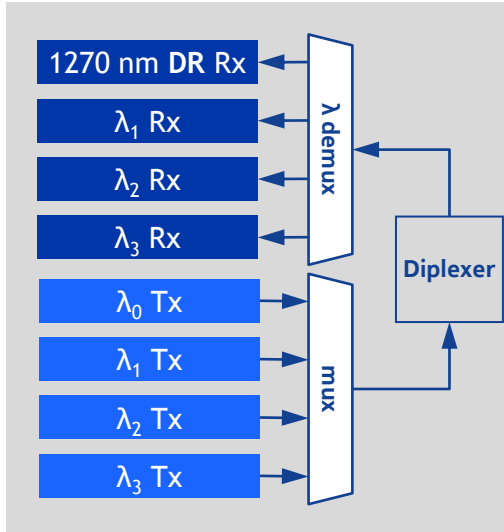 1270 nm DR Rx
λ₁ Rx
λ₂ Rx
λ₃ Rx
λ demux
Diplexer
λ₀ Tx
λ₁ Tx
λ₂ Tx
λ₃ Tx
mux